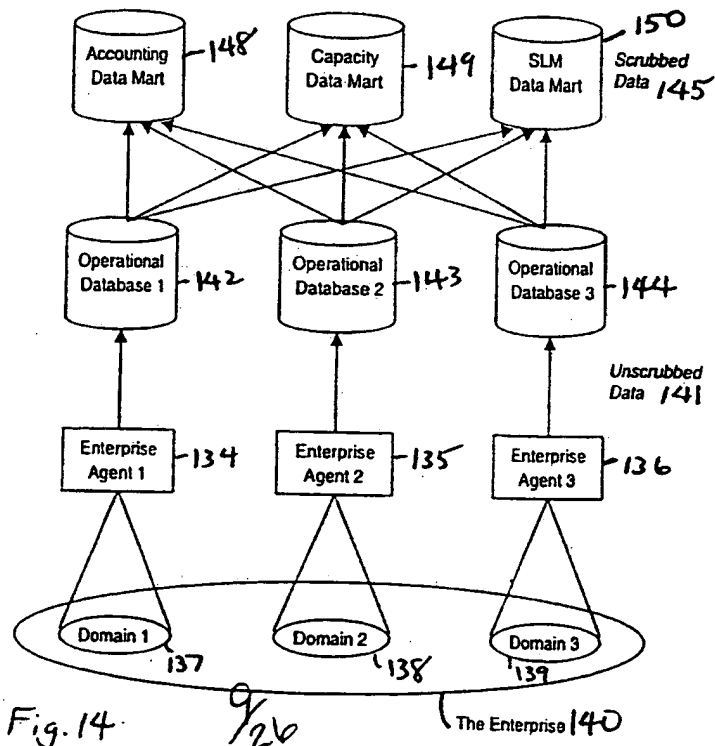 Accounting
Data Mart
148
Capacity
Data Mart
149
SLM
Data Mart
150
Scrubbed
Data 145
Operational
Database 1
142
Operational
Database 2
143
Operational
Database 3
144
Unscrubbed
Data 141
Enterprise
Agent 1
134
Enterprise
Agent 2
135
Enterprise
Agent 3
136
Domain 1
137
Domain 2
138
Domain 3
139
Fig. 14
9/26
The Enterprise 140